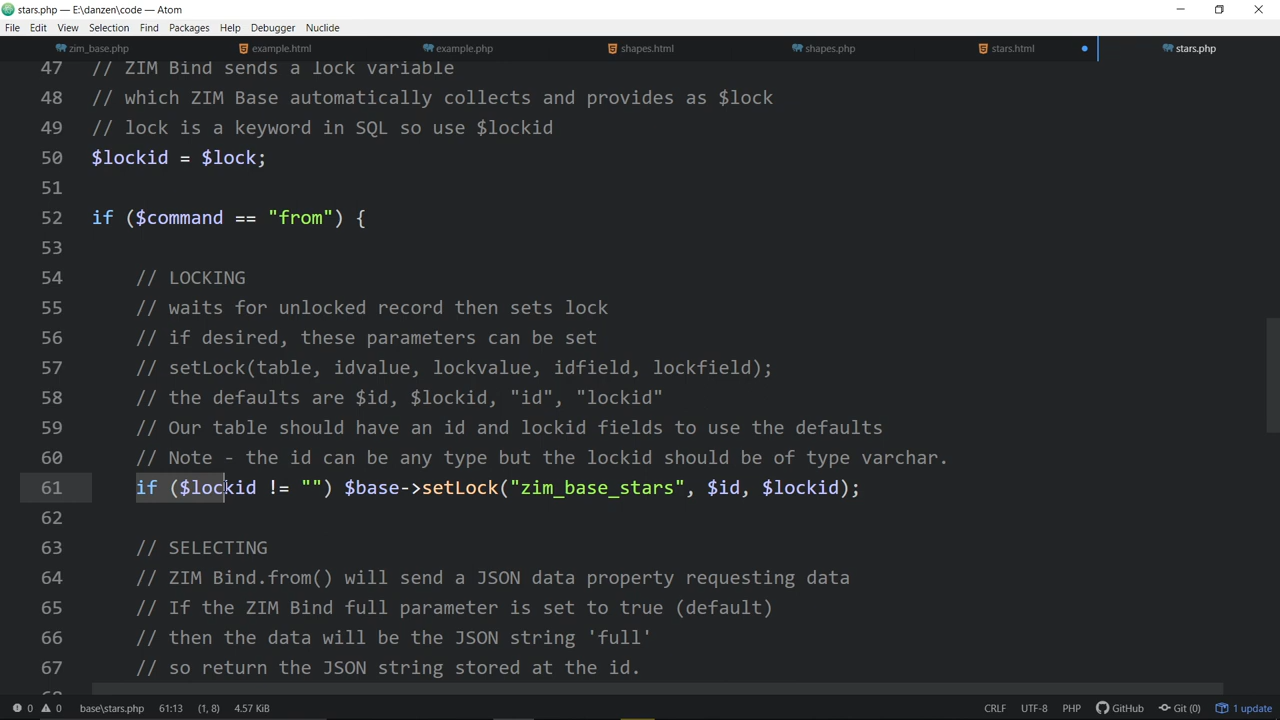 stars.php — E:\danzen\code — Atom
File Edit View Selection Find Packages Help Debugger Nuclide
zim_base.php example.html example.php shapes.html shapes.php stars.html stars.php
47 // ZIM Bind sends a lock variable
48 // which ZIM Base automatically collects and provides as $lock
49 // lock is a keyword in SQL so use $lockid
50 $lockid = $lock;
51
52 if ($command == "from") {
53
54 // LOCKING
55 // waits for unlocked record then sets lock
56 // if desired, these parameters can be set
57 // setLock(table, idvalue, lockvalue, idfield, lockfield);
58 // the defaults are $id, $lockid, "id", "lockid"
59 // Our table should have an id and lockid fields to use the defaults
60 // Note - the id can be any type but the lockid should be of type varchar.
61 if ($lockid != "") $base->setLock("zim_base_stars", $id, $lockid);
62
63 // SELECTING
64 // ZIM Bind.from() will send a JSON data property requesting data
65 // If the ZIM Bind full parameter is set to true (default)
66 // then the data will be the JSON string 'full'
67 // so return the JSON string stored at the id.
0 0 base\stars.php 61:13 (1, 8) 4.57 KiB CRLF UTF-8 PHP GitHub Git (0) 1 update